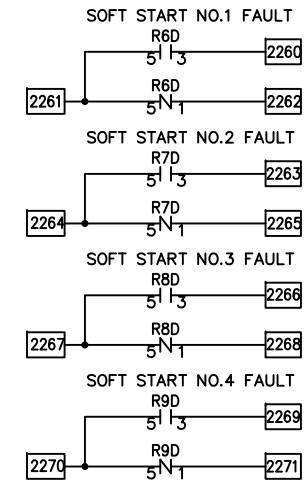 SOFT START NO.1 FAULT
R6D
5 3
2260
R6D
2261
5 N 1
2262
SOFT START NO.2 FAULT
R7D
5 3
2263
R7D
2264
5 N 1
2265
SOFT START NO.3 FAULT
R8D
5 3
2266
R8D
2267
5 N 1
2268
SOFT START NO.4 FAULT
R9D
5 3
2269
R9D
2270
5 N 1
2271